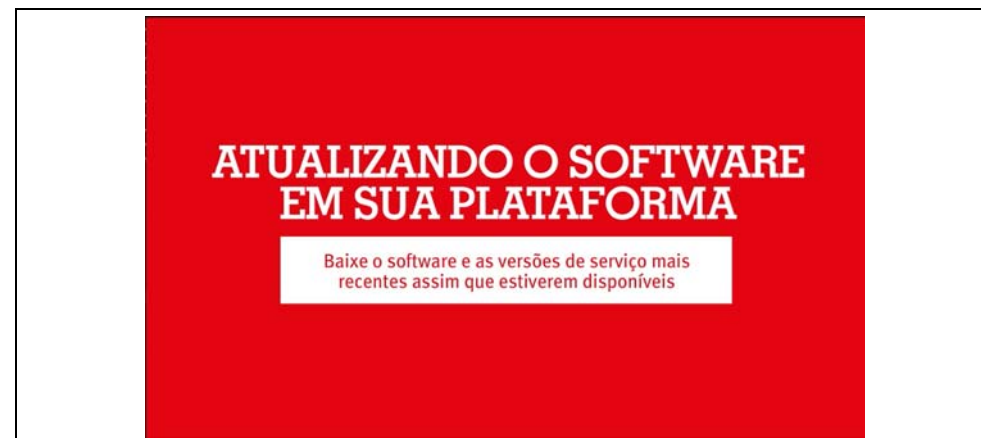 ATUALIZANDO O SOFTWARE
EM SUA PLATAFORMA
Baixe o software e as versões de serviço mais
recentes assim que estiverem disponíveis